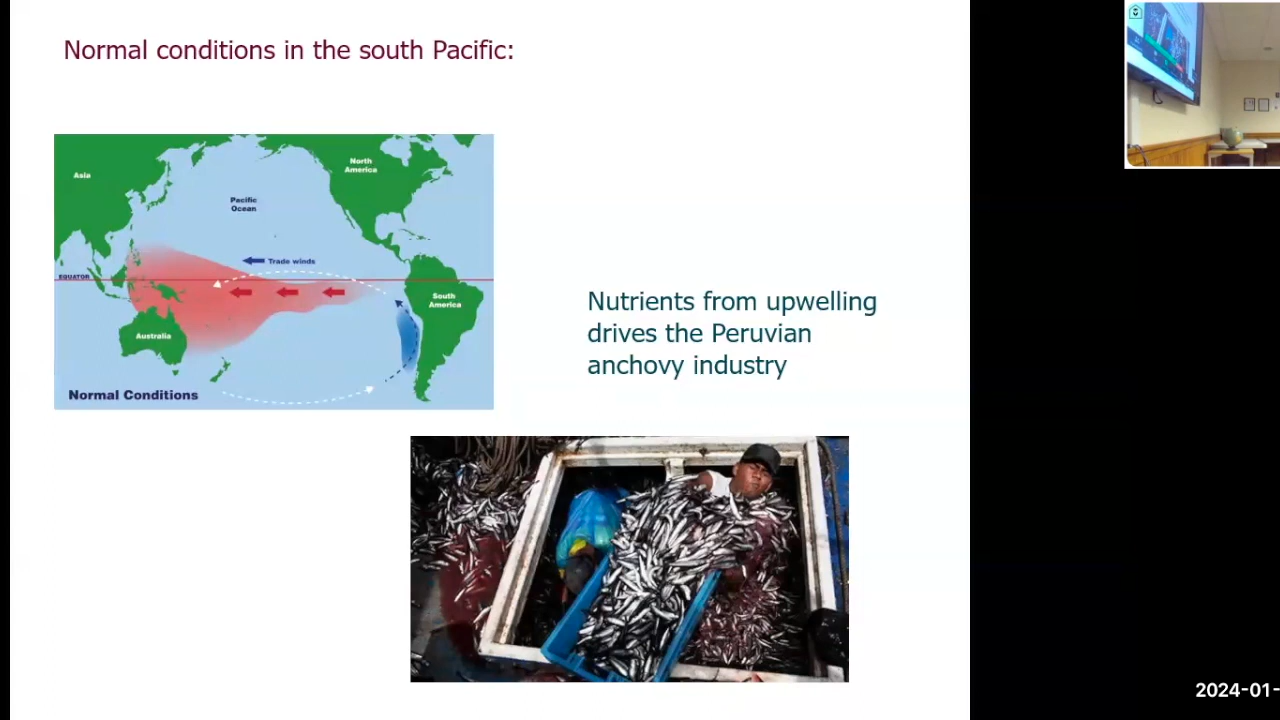 Normal conditions in the south Pacific:
Asia
North
America
Pacific
Ocean
Trade winds
EQUATOR
South
America
Australia
Normal Conditions
Nutrients from upwelling
drives the Peruvian
anchovy industry
2024-01-